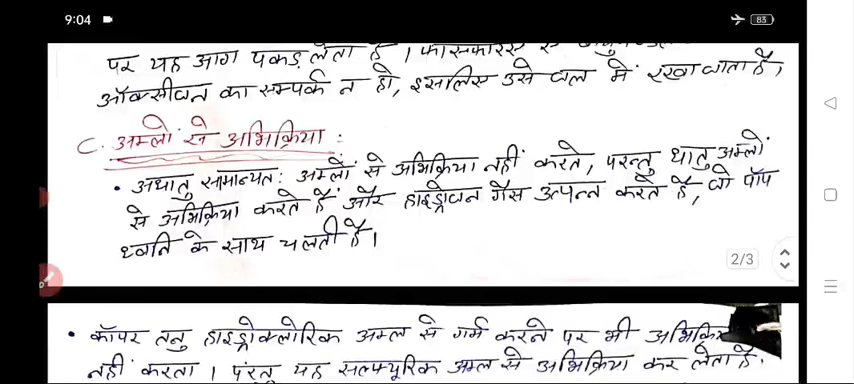 9:04
83
पर यह आग पकड़ लेता है। फास्फोरस से
ऑक्सीजन का सम्पर्क न हो, इसलिए उसे जल में रखा जाता है,
C. अम्लों से अभिक्रिया :
• अधातु सामान्यतः अम्लों से अभिक्रिया नहीं करते, परन्तु धातु अम्लों
से अभिक्रिया करते हैं और हाइड्रोजन गैस उत्पन्न करते हैं, जो पॉप
ध्वनि के साथ जलती है।
2/3
• कॉपर तनु हाइड्रोक्लोरिक अम्ल से गर्म करने पर भी
नहीं करता। परंतु यह सल्फ्यूरिक अम्ल से अभिक्रिया कर लेता है।